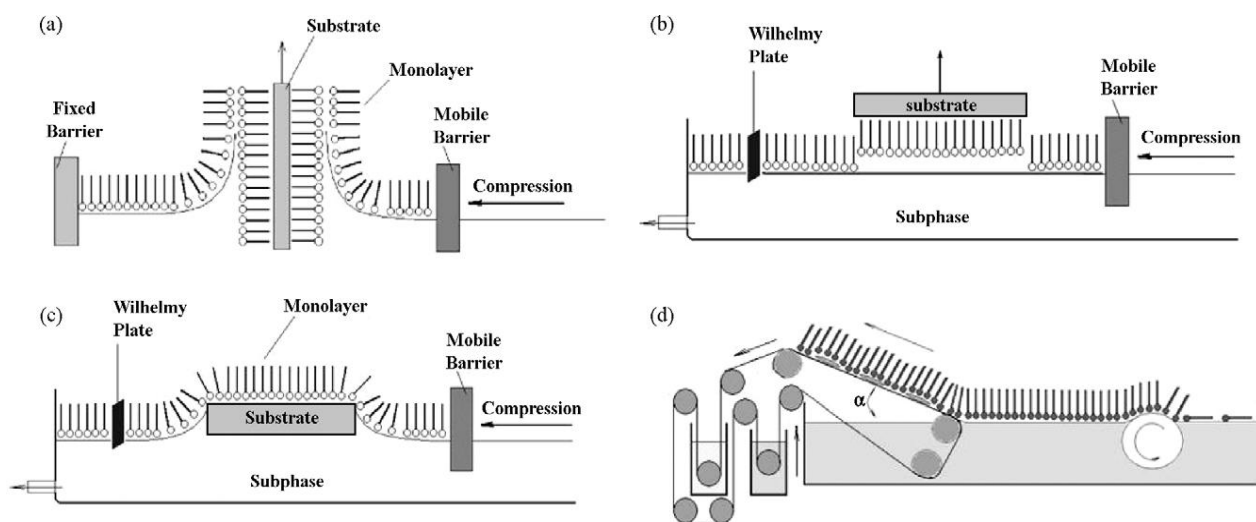 (a)
Substrate
Monolayer
Fixed
Barrier
Mobile
Barrier
Compression
(b)
Wilhelmy
Plate
substrate
Mobile
Barrier
Compression
Subphase
(c)
Wilhelmy
Plate
Monolayer
Mobile
Barrier
Substrate
Compression
Subphase
(d)
α